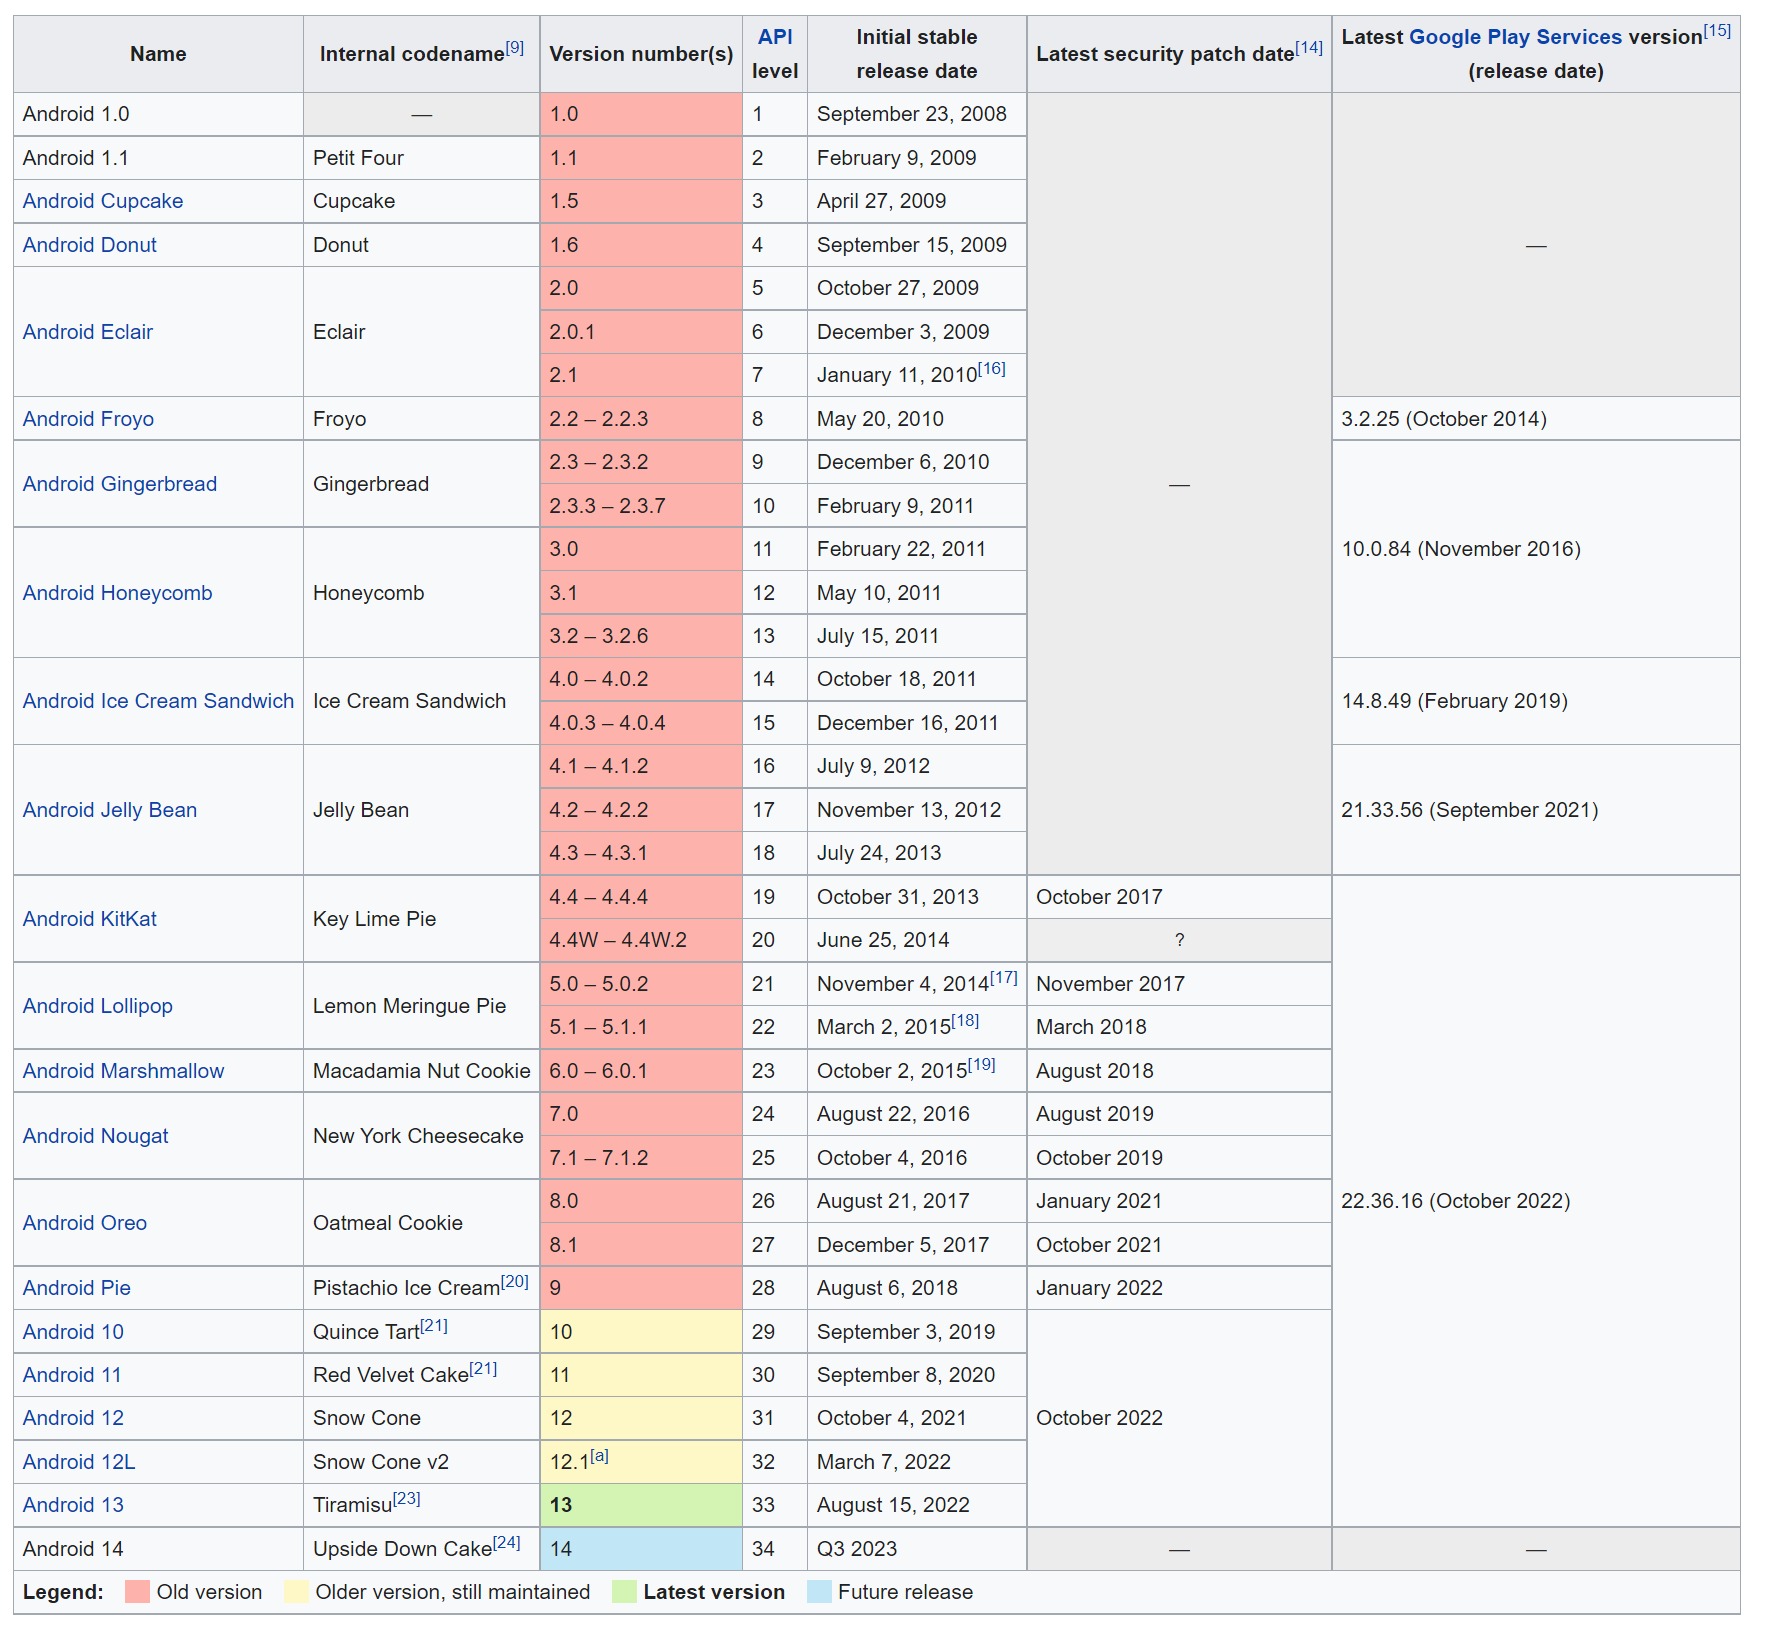 Name Internal codename[9] Version number(s) API level Initial stable release date Latest security patch date[14] Latest Google Play Services version[15] (release date)
Android 1.0 — 1.0 1 September 23, 2008 — —
Android 1.1 Petit Four 1.1 2 February 9, 2009
Android Cupcake Cupcake 1.5 3 April 27, 2009
Android Donut Donut 1.6 4 September 15, 2009
Android Eclair Eclair 2.0 5 October 27, 2009
2.0.1 6 December 3, 2009
2.1 7 January 11, 2010[16]
Android Froyo Froyo 2.2 – 2.2.3 8 May 20, 2010 3.2.25 (October 2014)
Android Gingerbread Gingerbread 2.3 – 2.3.2 9 December 6, 2010 10.0.84 (November 2016)
2.3.3 – 2.3.7 10 February 9, 2011
Android Honeycomb Honeycomb 3.0 11 February 22, 2011
3.1 12 May 10, 2011
3.2 – 3.2.6 13 July 15, 2011
Android Ice Cream Sandwich Ice Cream Sandwich 4.0 – 4.0.2 14 October 18, 2011 14.8.49 (February 2019)
4.0.3 – 4.0.4 15 December 16, 2011
Android Jelly Bean Jelly Bean 4.1 – 4.1.2 16 July 9, 2012 21.33.56 (September 2021)
4.2 – 4.2.2 17 November 13, 2012
4.3 – 4.3.1 18 July 24, 2013
Android KitKat Key Lime Pie 4.4 – 4.4.4 19 October 31, 2013 October 2017 22.36.16 (October 2022)
4.4W – 4.4W.2 20 June 25, 2014 ?
Android Lollipop Lemon Meringue Pie 5.0 – 5.0.2 21 November 4, 2014[17] November 2017
5.1 – 5.1.1 22 March 2, 2015[18] March 2018
Android Marshmallow Macadamia Nut Cookie 6.0 – 6.0.1 23 October 2, 2015[19] August 2018
Android Nougat New York Cheesecake 7.0 24 August 22, 2016 August 2019
7.1 – 7.1.2 25 October 4, 2016 October 2019
Android Oreo Oatmeal Cookie 8.0 26 August 21, 2017 January 2021
8.1 27 December 5, 2017 October 2021
Android Pie Pistachio Ice Cream[20] 9 28 August 6, 2018 January 2022
Android 10 Quince Tart[21] 10 29 September 3, 2019 October 2022
Android 11 Red Velvet Cake[21] 11 30 September 8, 2020
Android 12 Snow Cone 12 31 October 4, 2021
Android 12L Snow Cone v2 12.1[a] 32 March 7, 2022
Android 13 Tiramisu[23] 13 33 August 15, 2022
Android 14 Upside Down Cake[24] 14 34 Q3 2023 — —
Legend: Old version Older version, still maintained Latest version Future release